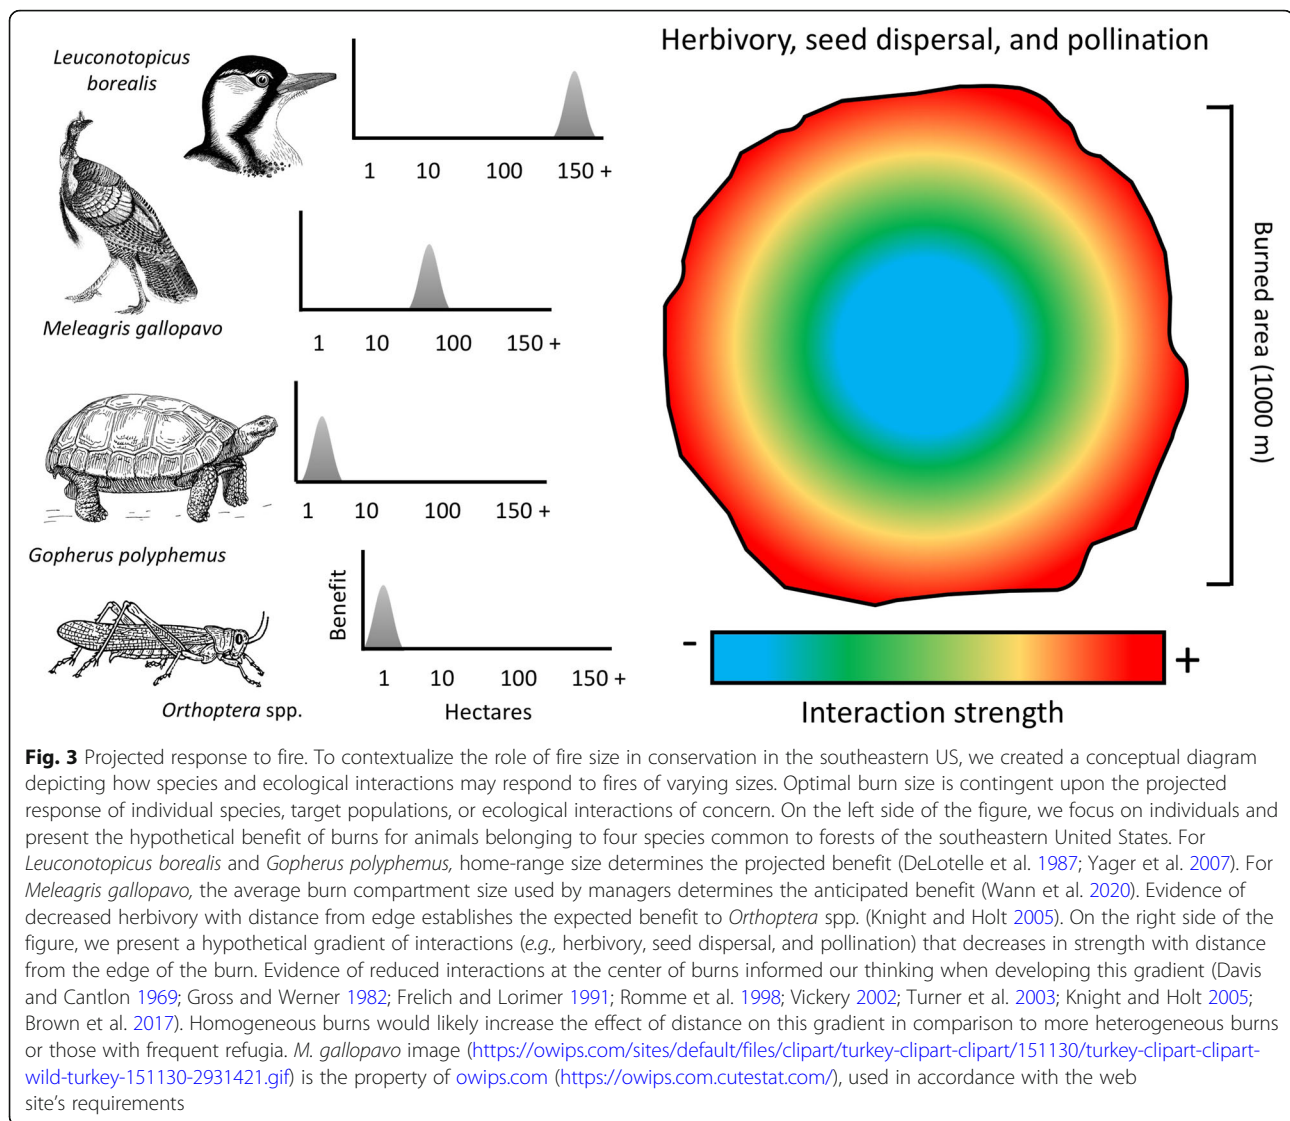 Leuconotopicus
borealis
1 10 100 150 +
Meleagris gallopavo
1 10 100 150 +
Gopherus polyphemus
1 10 100 150 +
Orthoptera spp.
Benefit
1 10 100 150 +
Hectares
Herbivory, seed dispersal, and pollination
Burned area (1000 m)
- +
Interaction strength
Fig. 3 Projected response to fire. To contextualize the role of fire size in conservation in the southeastern US, we created a conceptual diagram
depicting how species and ecological interactions may respond to fires of varying sizes. Optimal burn size is contingent upon the projected
response of individual species, target populations, or ecological interactions of concern. On the left side of the figure, we focus on individuals and
present the hypothetical benefit of burns for animals belonging to four species common to forests of the southeastern United States. For
Leuconotopicus borealis and Gopherus polyphemus, home-range size determines the projected benefit (DeLotelle et al. 1987; Yager et al. 2007). For
Meleagris gallopavo, the average burn compartment size used by managers determines the anticipated benefit (Wann et al. 2020). Evidence of
decreased herbivory with distance from edge establishes the expected benefit to Orthoptera spp. (Knight and Holt 2005). On the right side of the
figure, we present a hypothetical gradient of interactions (e.g., herbivory, seed dispersal, and pollination) that decreases in strength with distance
from the edge of the burn. Evidence of reduced interactions at the center of burns informed our thinking when developing this gradient (Davis
and Cantlon 1969; Gross and Werner 1982; Frelich and Lorimer 1991; Romme et al. 1998; Vickery 2002; Turner et al. 2003; Knight and Holt 2005;
Brown et al. 2017). Homogeneous burns would likely increase the effect of distance on this gradient in comparison to more heterogeneous burns
or those with frequent refugia. M. gallopavo image (https://owips.com/sites/default/files/clipart/turkey-clipart-clipart/151130/turkey-clipart-clipart-
wild-turkey-151130-2931421.gif) is the property of owips.com (https://owips.com.cutestat.com/), used in accordance with the web
site's requirements